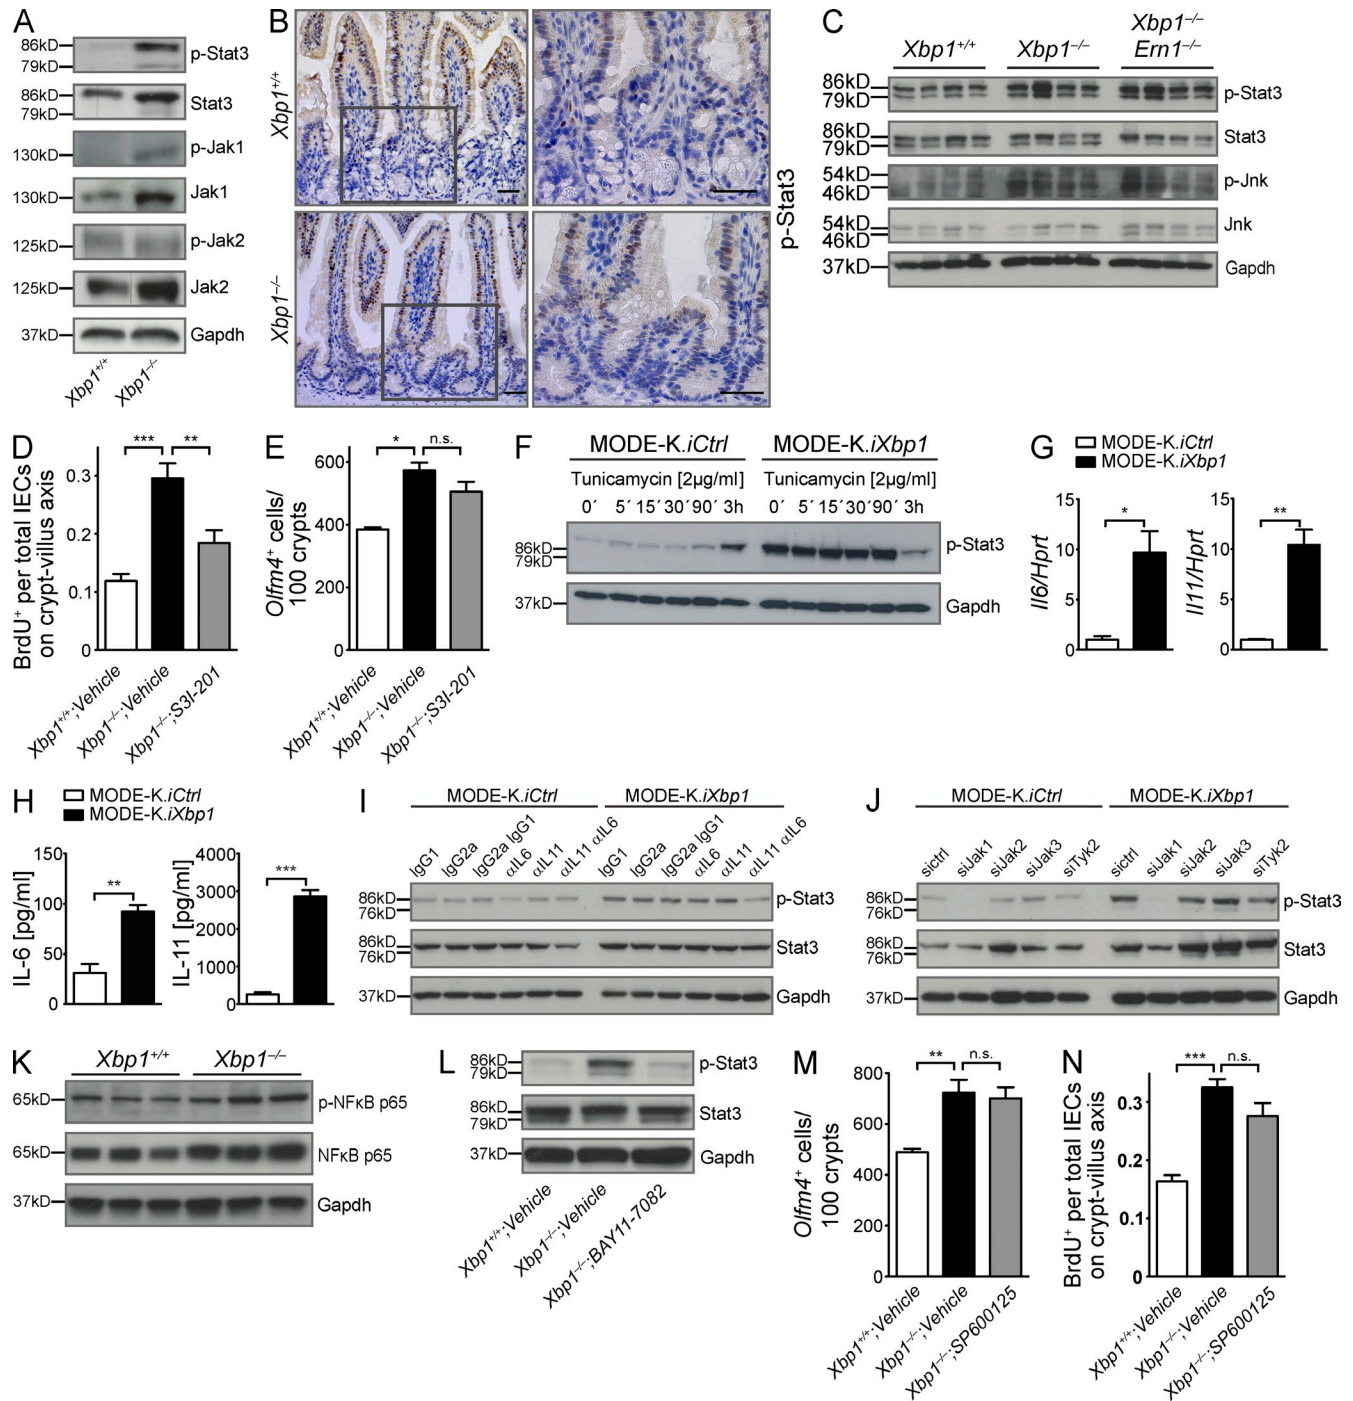 A
86kD
79kD
p-Stat3
86kD
79kD
Stat3
130kD
p-Jak1
130kD
Jak1
125kD
p-Jak2
125kD
Jak2
37kD
Gapdh
Xbp1+/+
Xbp1–/–
B
Xbp1+/+
Xbp1–/–
p-Stat3
C
Xbp1+/+
Xbp1–/–
Xbp1–/–
Ern1–/–
86kD
79kD
p-Stat3
86kD
79kD
Stat3
54kD
46kD
p-Jnk
54kD
46kD
Jnk
37kD
Gapdh
D
BrdU+ per total IECs
on crypt-villus axis
***
**
0.3
0.2
0.1
0
Xbp1+/+;Vehicle
Xbp1–/–;Vehicle
Xbp1–/–;S3I-201
E
Olfm4+ cells/
100 crypts
*
n.s.
600
400
200
0
Xbp1+/+;Vehicle
Xbp1–/–;Vehicle
Xbp1–/–;S3I-201
F
MODE-K.iCtrl
MODE-K.iXbp1
Tunicamycin [2µg/ml]
Tunicamycin [2µg/ml]
0´ 5´ 15´ 30´ 90´ 3h
0´ 5´ 15´ 30´ 90´ 3h
86kD
79kD
p-Stat3
37kD
Gapdh
G
MODE-K.iCtrl
MODE-K.iXbp1
Il6/Hprt
15
10
5
0
*
Il11/Hprt
15
10
5
0
**
H
MODE-K.iCtrl
MODE-K.iXbp1
IL-6 [pg/ml]
150
100
50
0
**
IL-11 [pg/ml]
4000
3000
2000
1000
0
***
I
MODE-K.iCtrl
MODE-K.iXbp1
IgG1
IgG2a
IgG2a IgG1
αIL6
αIL11
αIL11 αIL6
IgG1
IgG2a
IgG2a IgG1
αIL6
αIL11
αIL11 αIL6
86kD
76kD
p-Stat3
86kD
76kD
Stat3
37kD
Gapdh
J
MODE-K.iCtrl
MODE-K.iXbp1
sictrl
siJak1
siJak2
siJak3
siTyk2
sictrl
siJak1
siJak2
siJak3
siTyk2
86kD
76kD
p-Stat3
86kD
76kD
Stat3
37kD
Gapdh
K
Xbp1+/+
Xbp1–/–
65kD
p-NFκB p65
65kD
NFκB p65
37kD
Gapdh
L
86kD
79kD
p-Stat3
86kD
79kD
Stat3
37kD
Gapdh
Xbp1+/+;Vehicle
Xbp1–/–;Vehicle
Xbp1–/–;BAY11-7082
M
Olfm4+ cells/
100 crypts
**
n.s.
800
600
400
200
0
Xbp1+/+;Vehicle
Xbp1–/–;Vehicle
Xbp1–/–;SP600125
N
BrdU+ per total IECs
on crypt-villus axis
***
n.s.
0.3
0.2
0.1
0
Xbp1+/+;Vehicle
Xbp1–/–;Vehicle
Xbp1–/–;SP600125